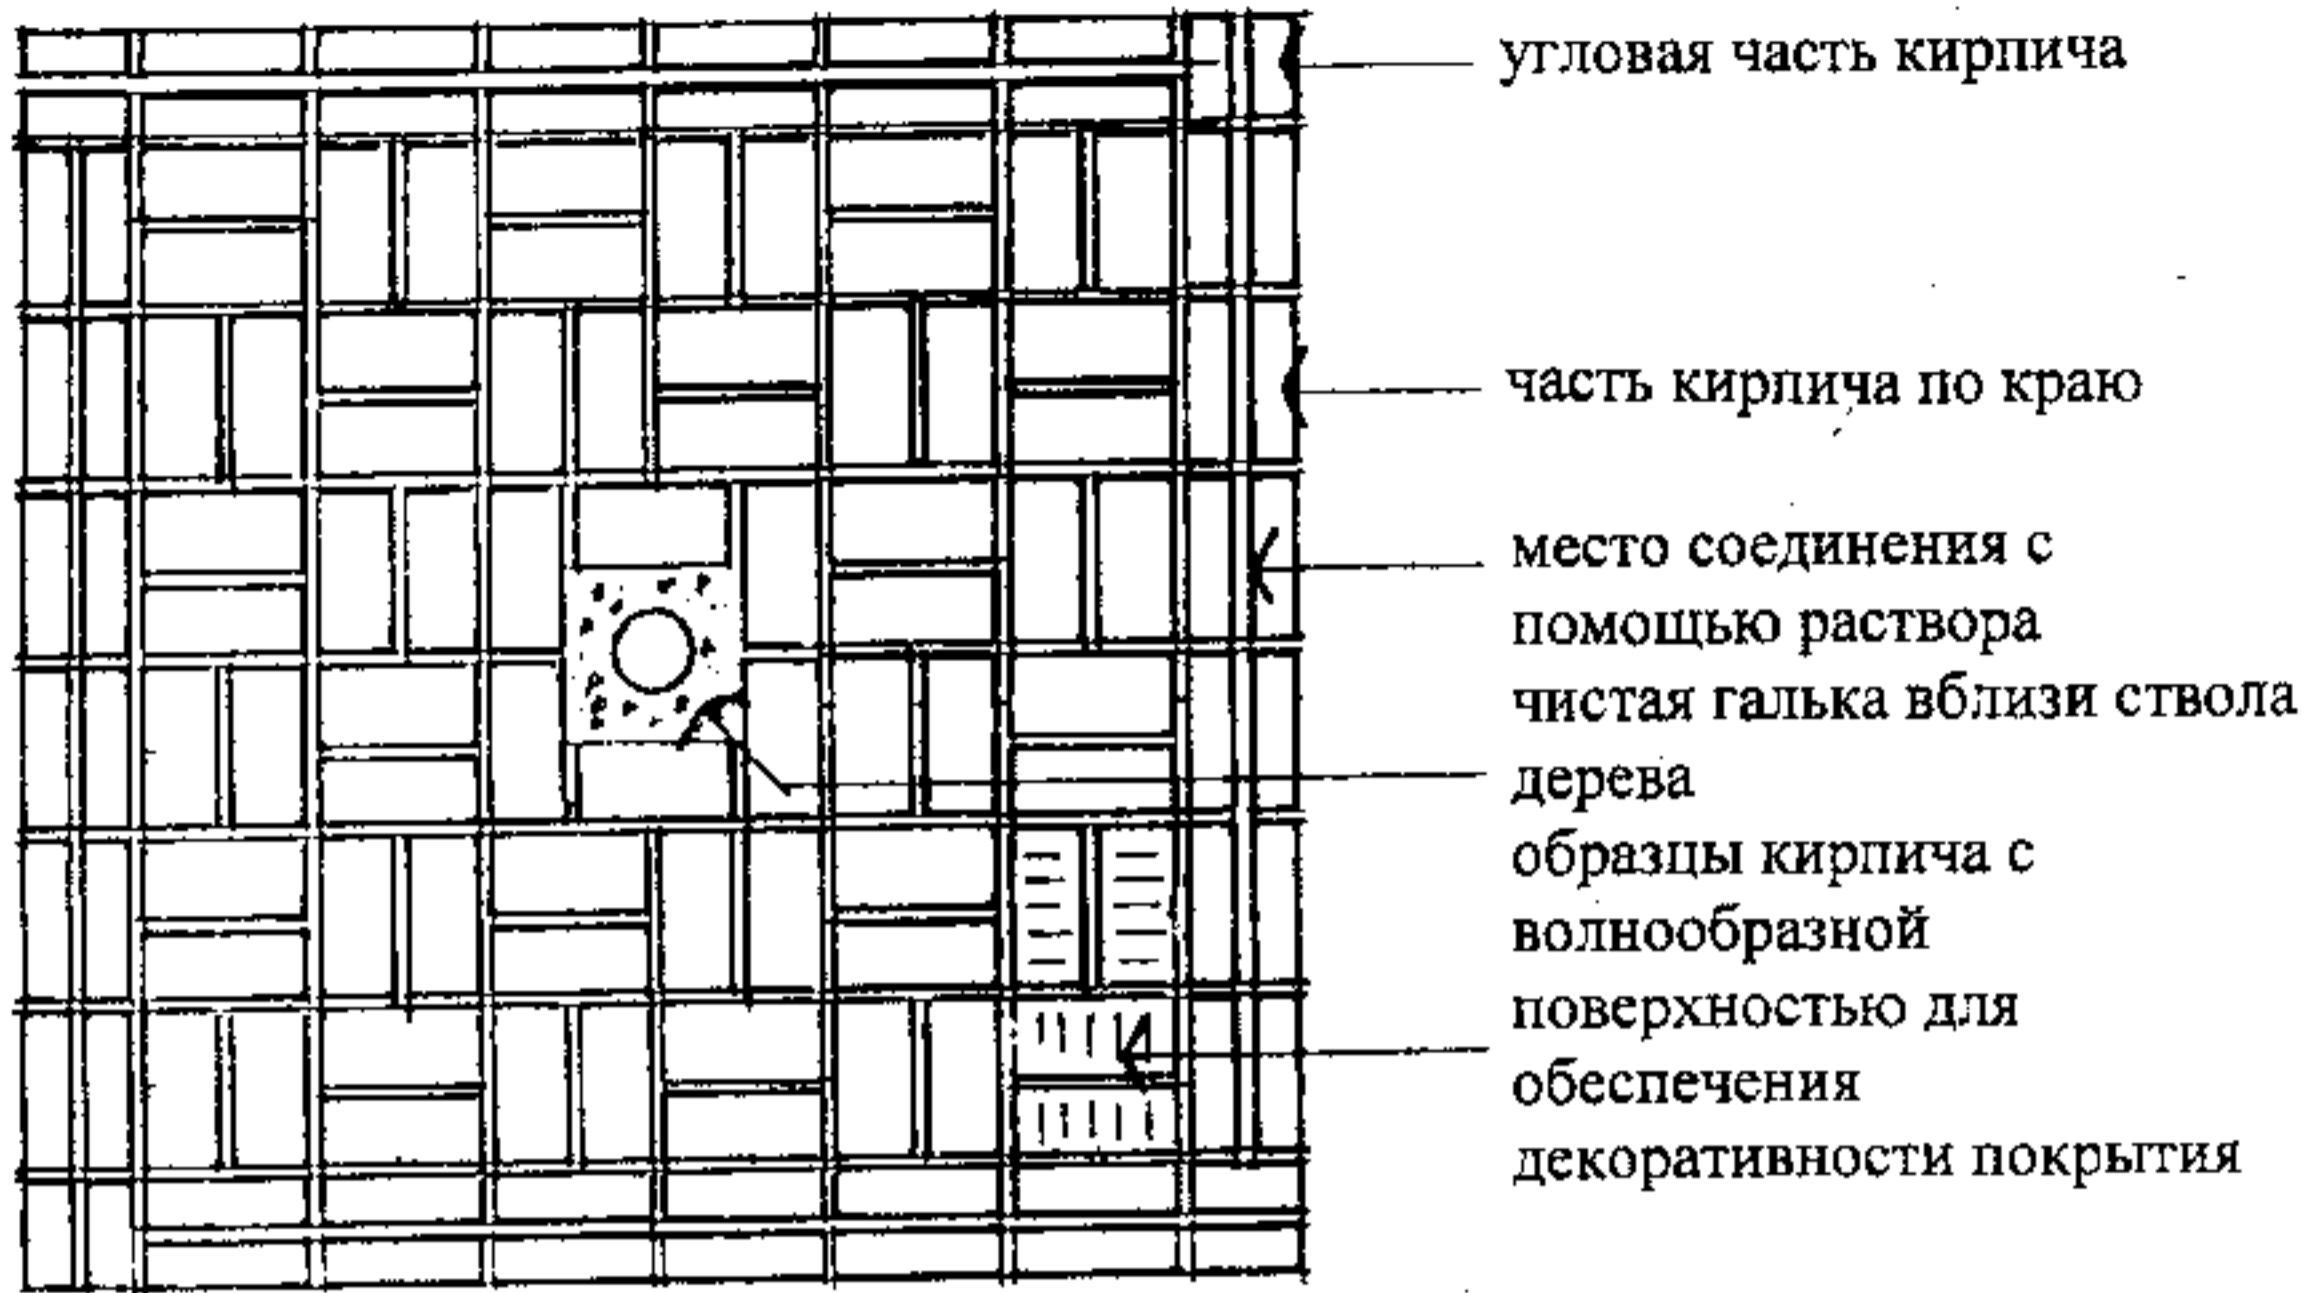 угловая часть кирпича
часть кирпича по краю
место соединения с
помощью раствора
чистая галька вблизи ствола
дерева
образцы кирпича с
волнообразной
поверхностью для
обеспечения
декоративности покрытия